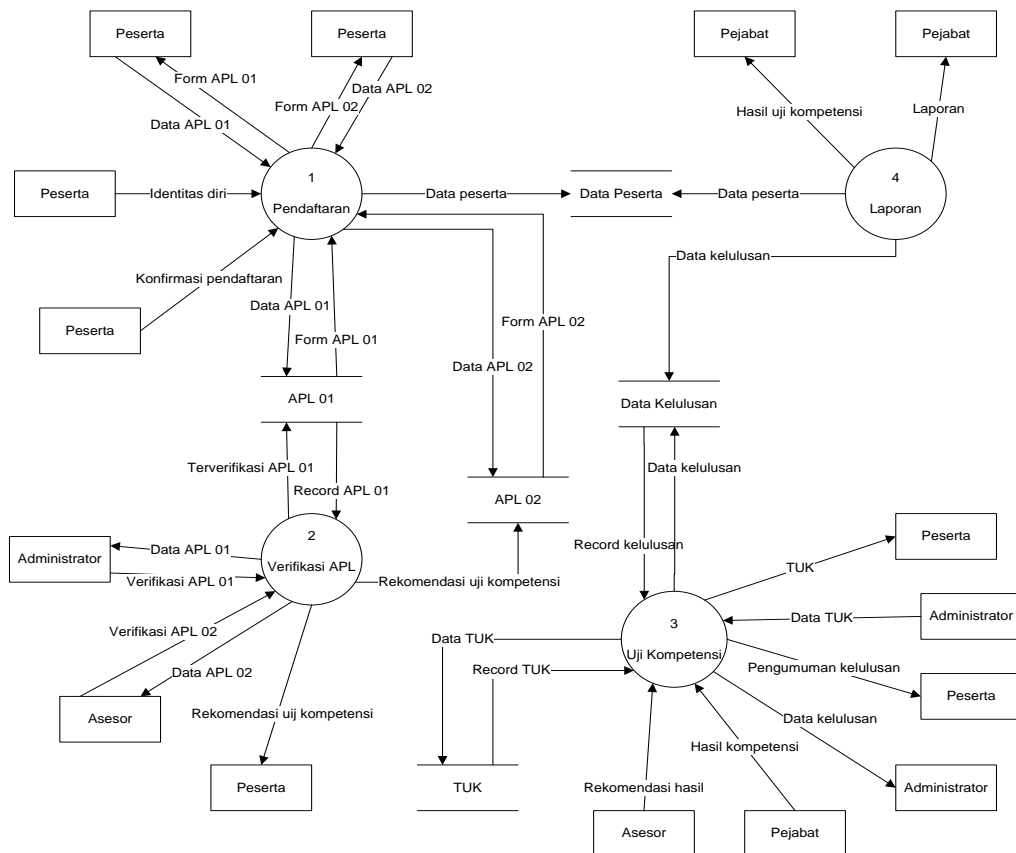 Peserta
Peserta
Pejabat
Pejabat
Form APL 01
Form APL 02
Data APL 02
Data APL 01
Hasil uji kompetensi
Laporan
1
Pendaftaran
4
Laporan
Peserta
Identitas diri
Data peserta
Data Peserta
Data peserta
Konfirmasi pendaftaran
Data kelulusan
Peserta
Data APL 01
Form APL 01
Form APL 02
Data APL 02
APL 01
Data Kelulusan
Terverifikasi APL 01
Record APL 01
Data kelulusan
APL 02
2
Verifikasi APL
Administrator
Data APL 01
Verifikasi APL 01
Rekomendasi uji kompetensi
Record kelulusan
Peserta
TUK
Verifikasi APL 02
Data APL 02
3
Uji Kompetensi
Data TUK
Administrator
Data TUK
Record TUK
Pengumuman kelulusan
Peserta
Asesor
Rekomendasi uij kompetensi
Data kelulusan
Hasil kompetensi
Peserta
TUK
Rekomendasi hasil
Administrator
Asesor
Pejabat